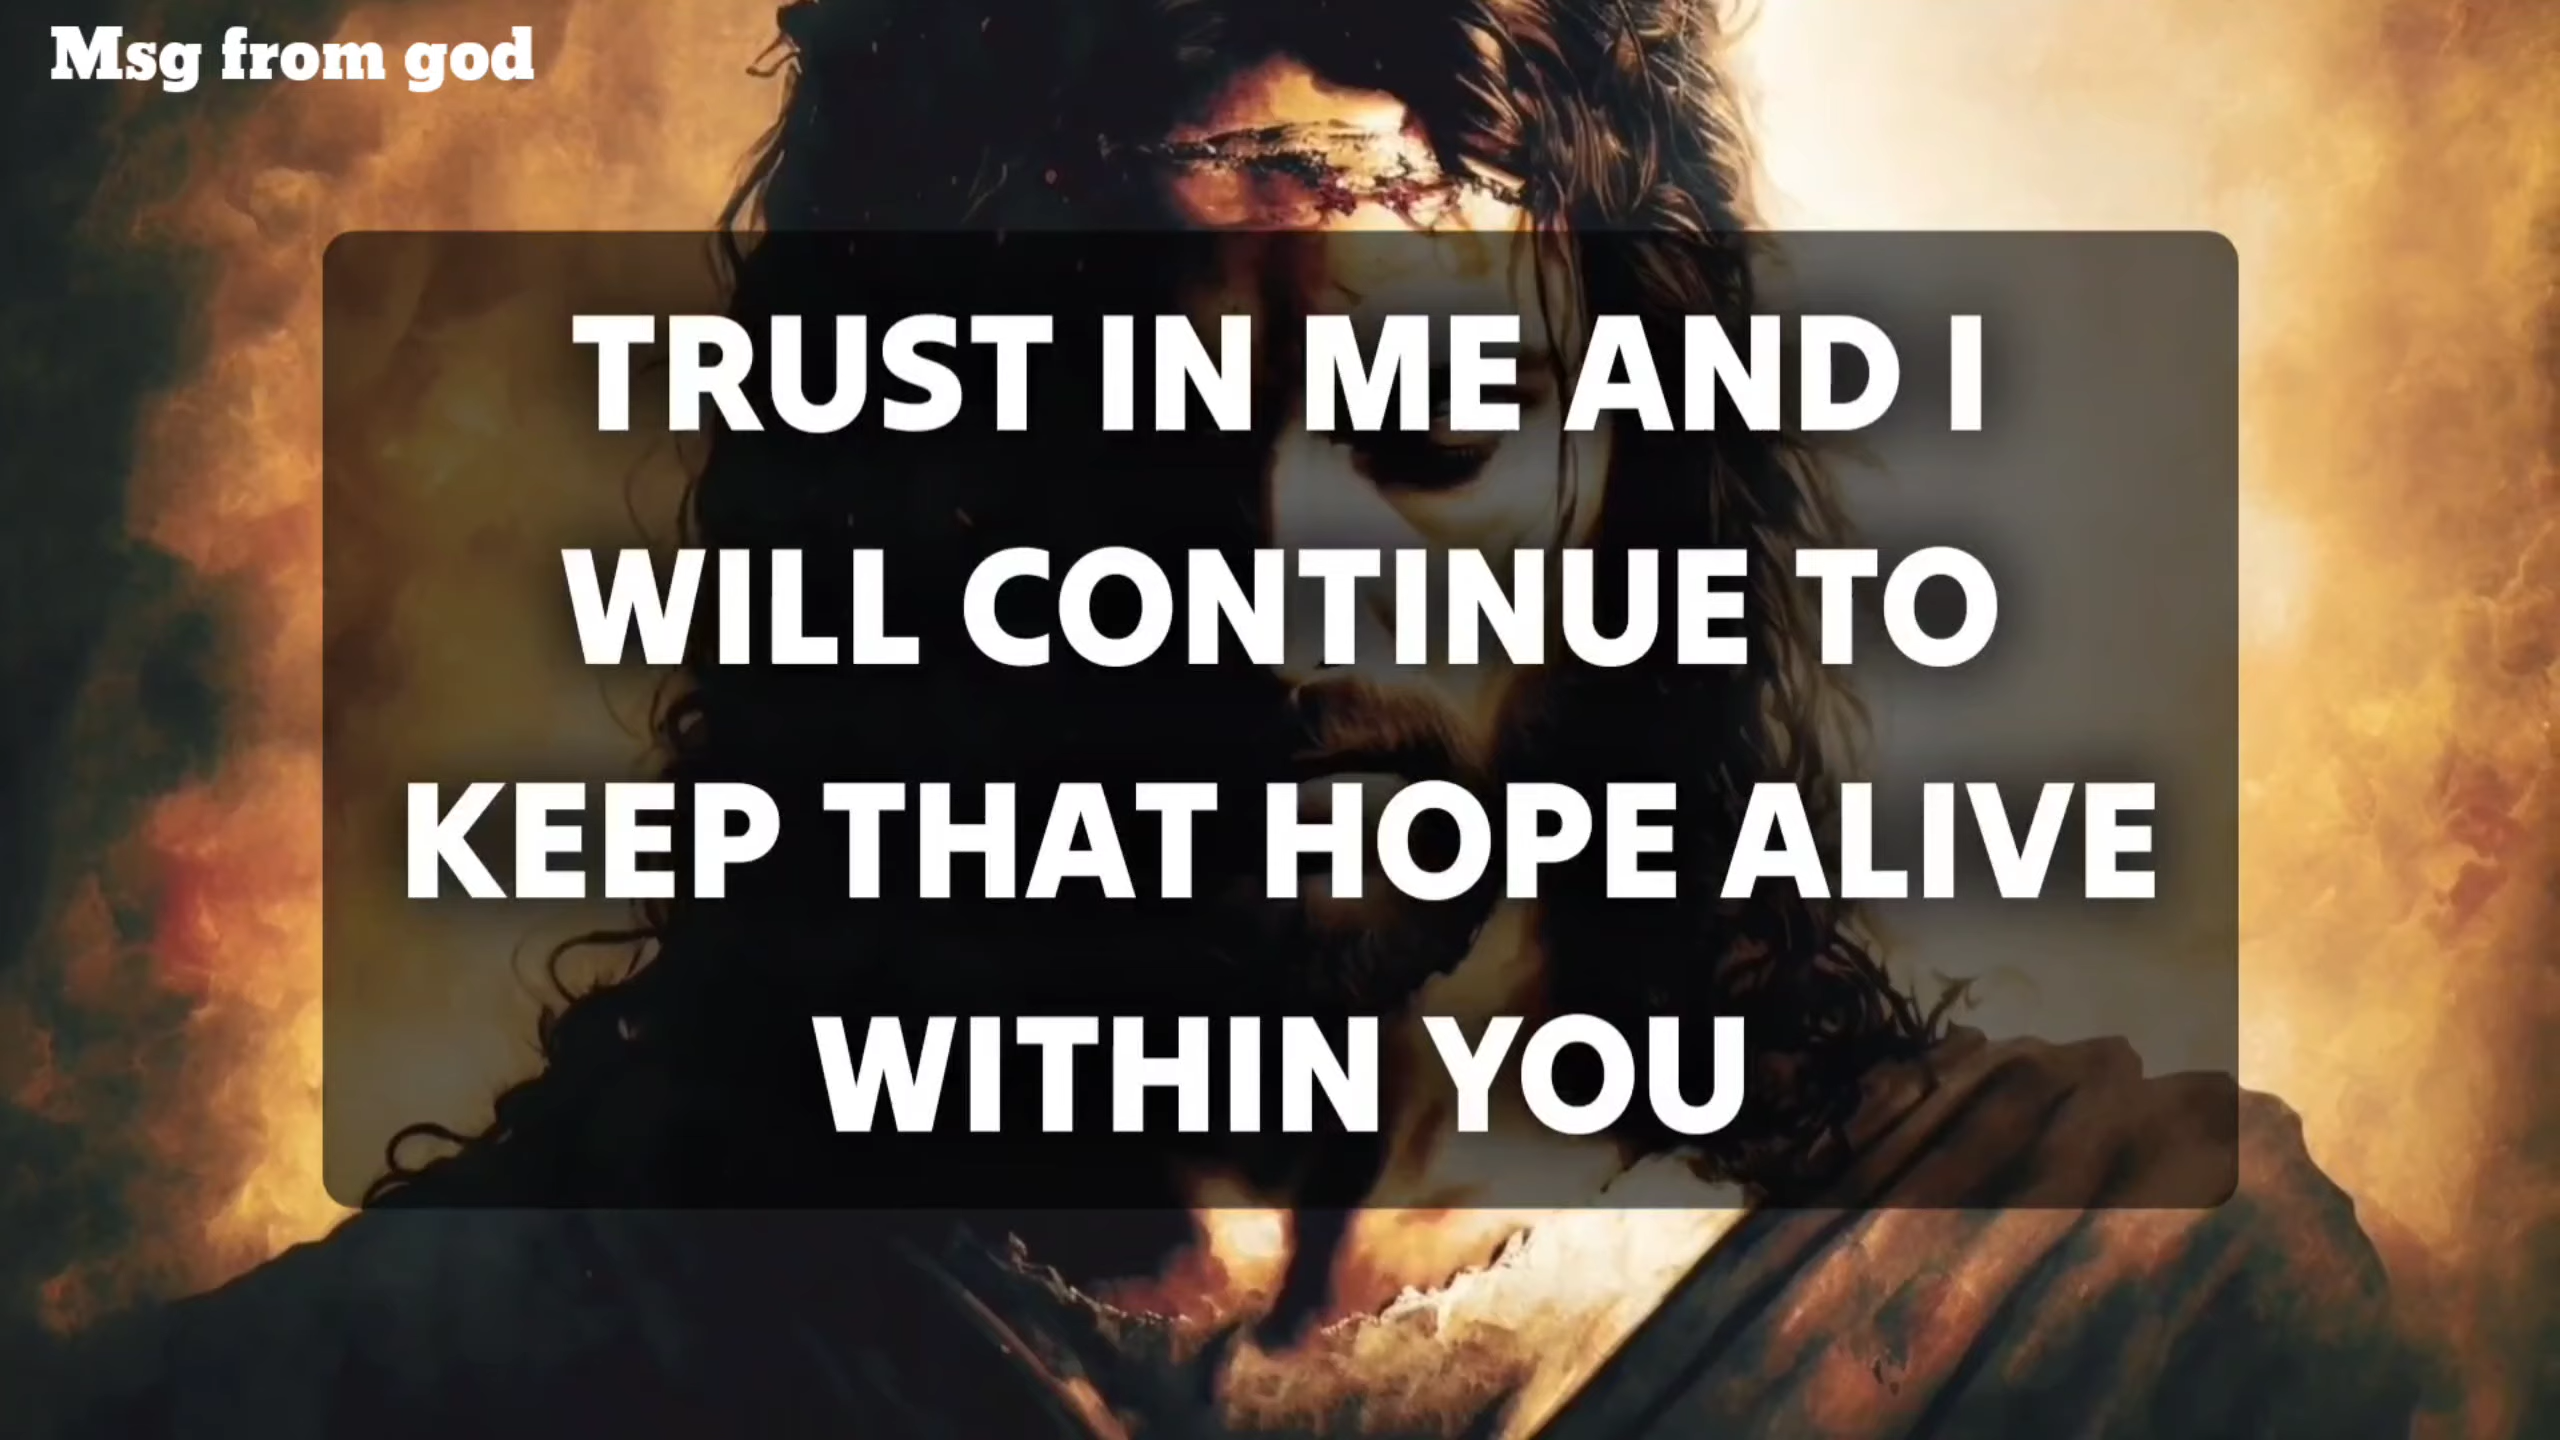 Msg from god
TRUST IN ME AND I
WILL CONTINUE TO
KEEP THAT HOPE ALIVE
WITHIN YOU